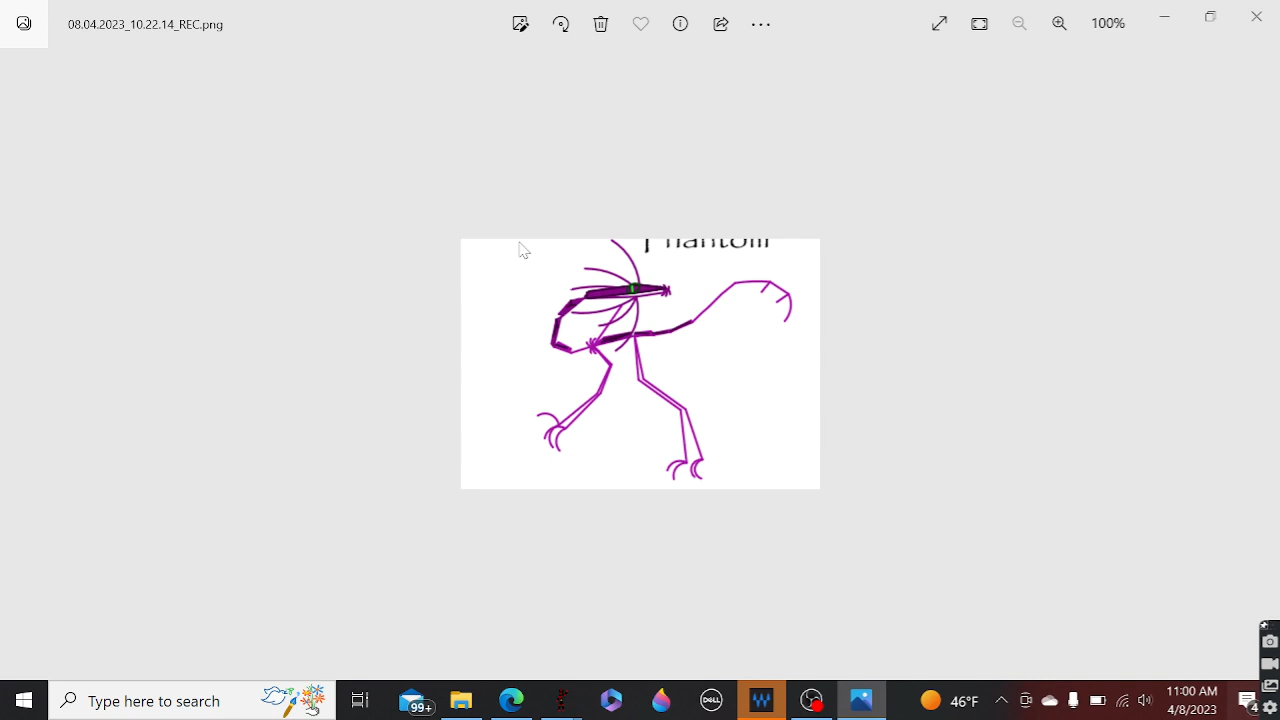 08.04.2023_10.22.14_REC.png
100%
Phantom
Type here to search
99+
DELL
46°F
11:00 AM
4/8/2023
4